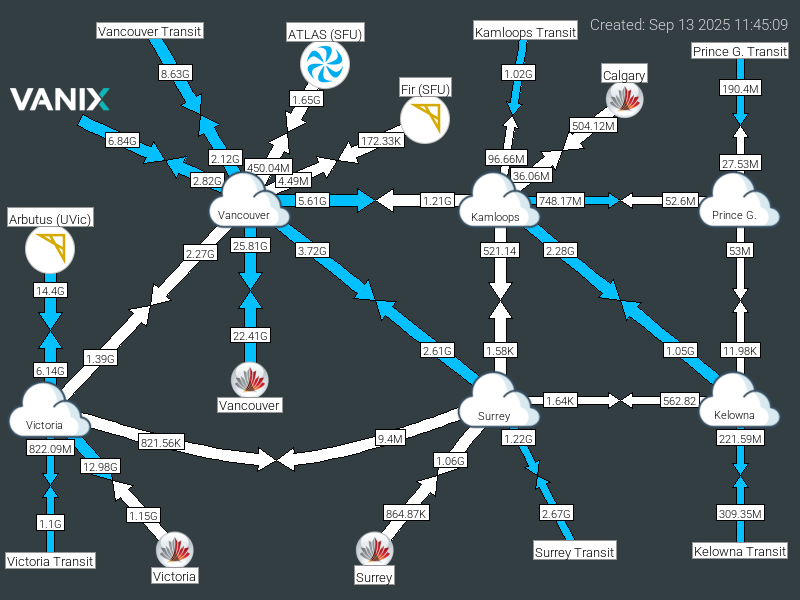 Created: Sep 13 2025 11:45:09
Vancouver Transit
ATLAS (SFU)
Kamloops Transit
Prince G. Transit
8.63G
1.02G
Calgary
190.4M
Fir (SFU)
VANIX
1.65G
504.12M
6.84G
172.33K
2.12G
96.66M
27.53M
450.04M
2.82G
4.49M
36.06M
5.61G
1.21G
748.17M
52.6M
Vancouver
Kamloops
Prince G.
Arbutus (UVic)
2.27G
25.81G
3.72G
521.14
2.28G
53M
14.4G
22.41G
1.39G
2.61G
1.58K
1.05G
11.98K
6.14G
Vancouver
1.64K
562.82
Victoria
Surrey
Kelowna
821.56K
9.4M
822.09M
1.22G
221.59M
12.98G
1.06G
1.1G
1.15G
864.87K
2.67G
309.35M
Victoria Transit
Victoria
Surrey
Surrey Transit
Kelowna Transit